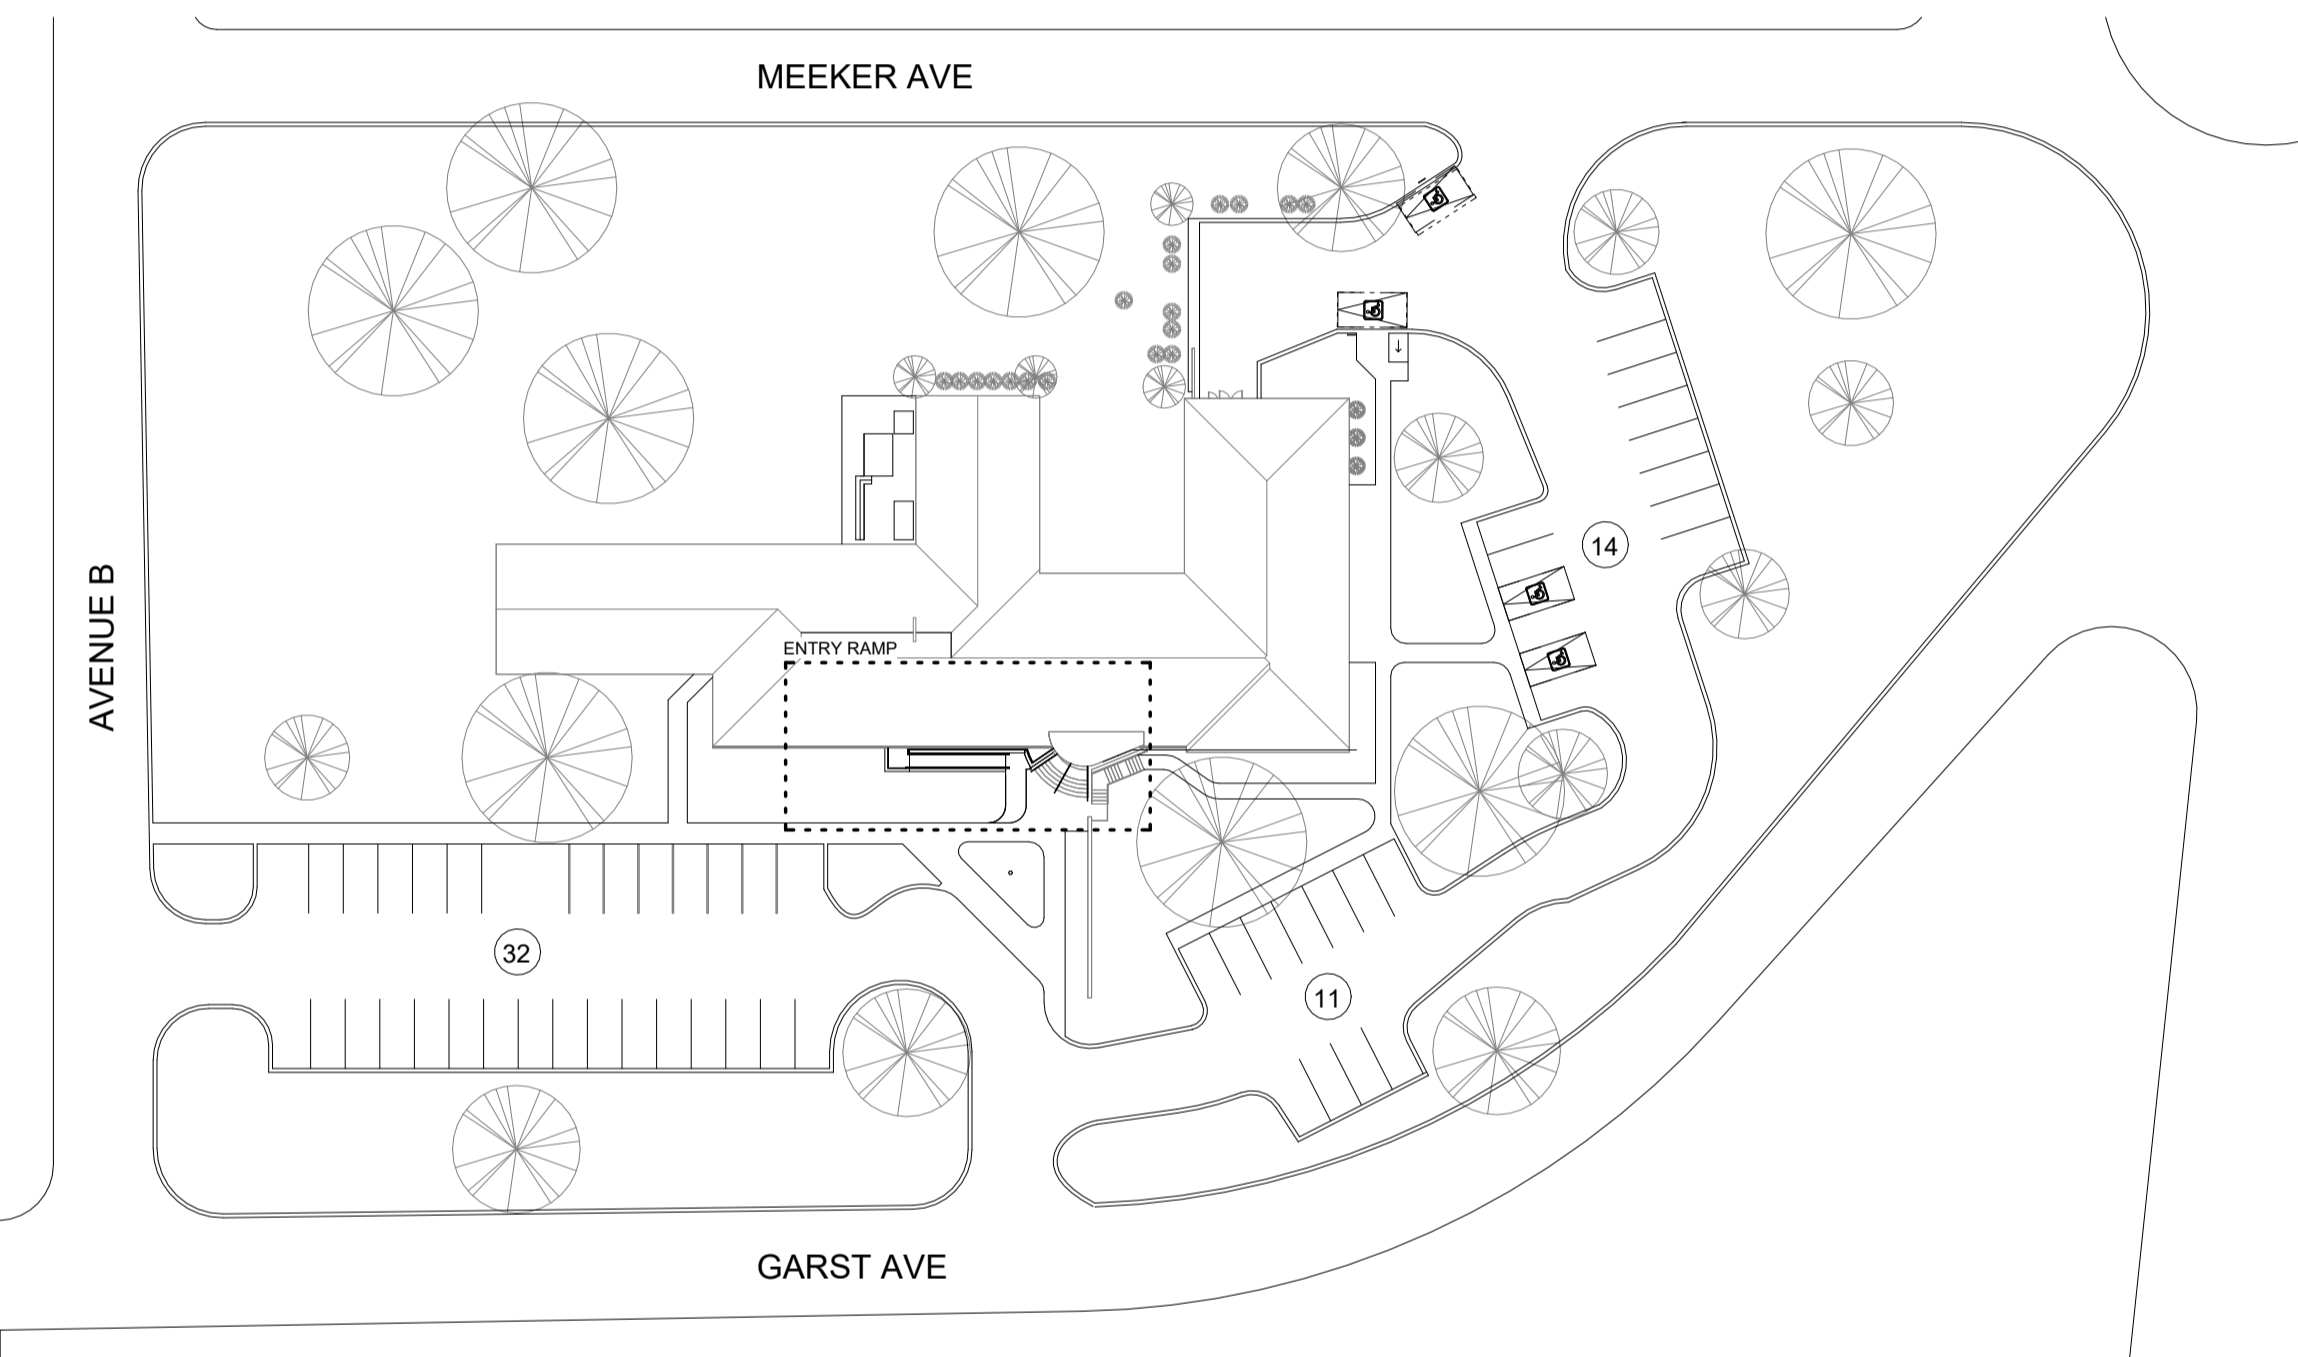 MEEKER AVE
AVENUE B
ENTRY RAMP
14
32
11
GARST AVE